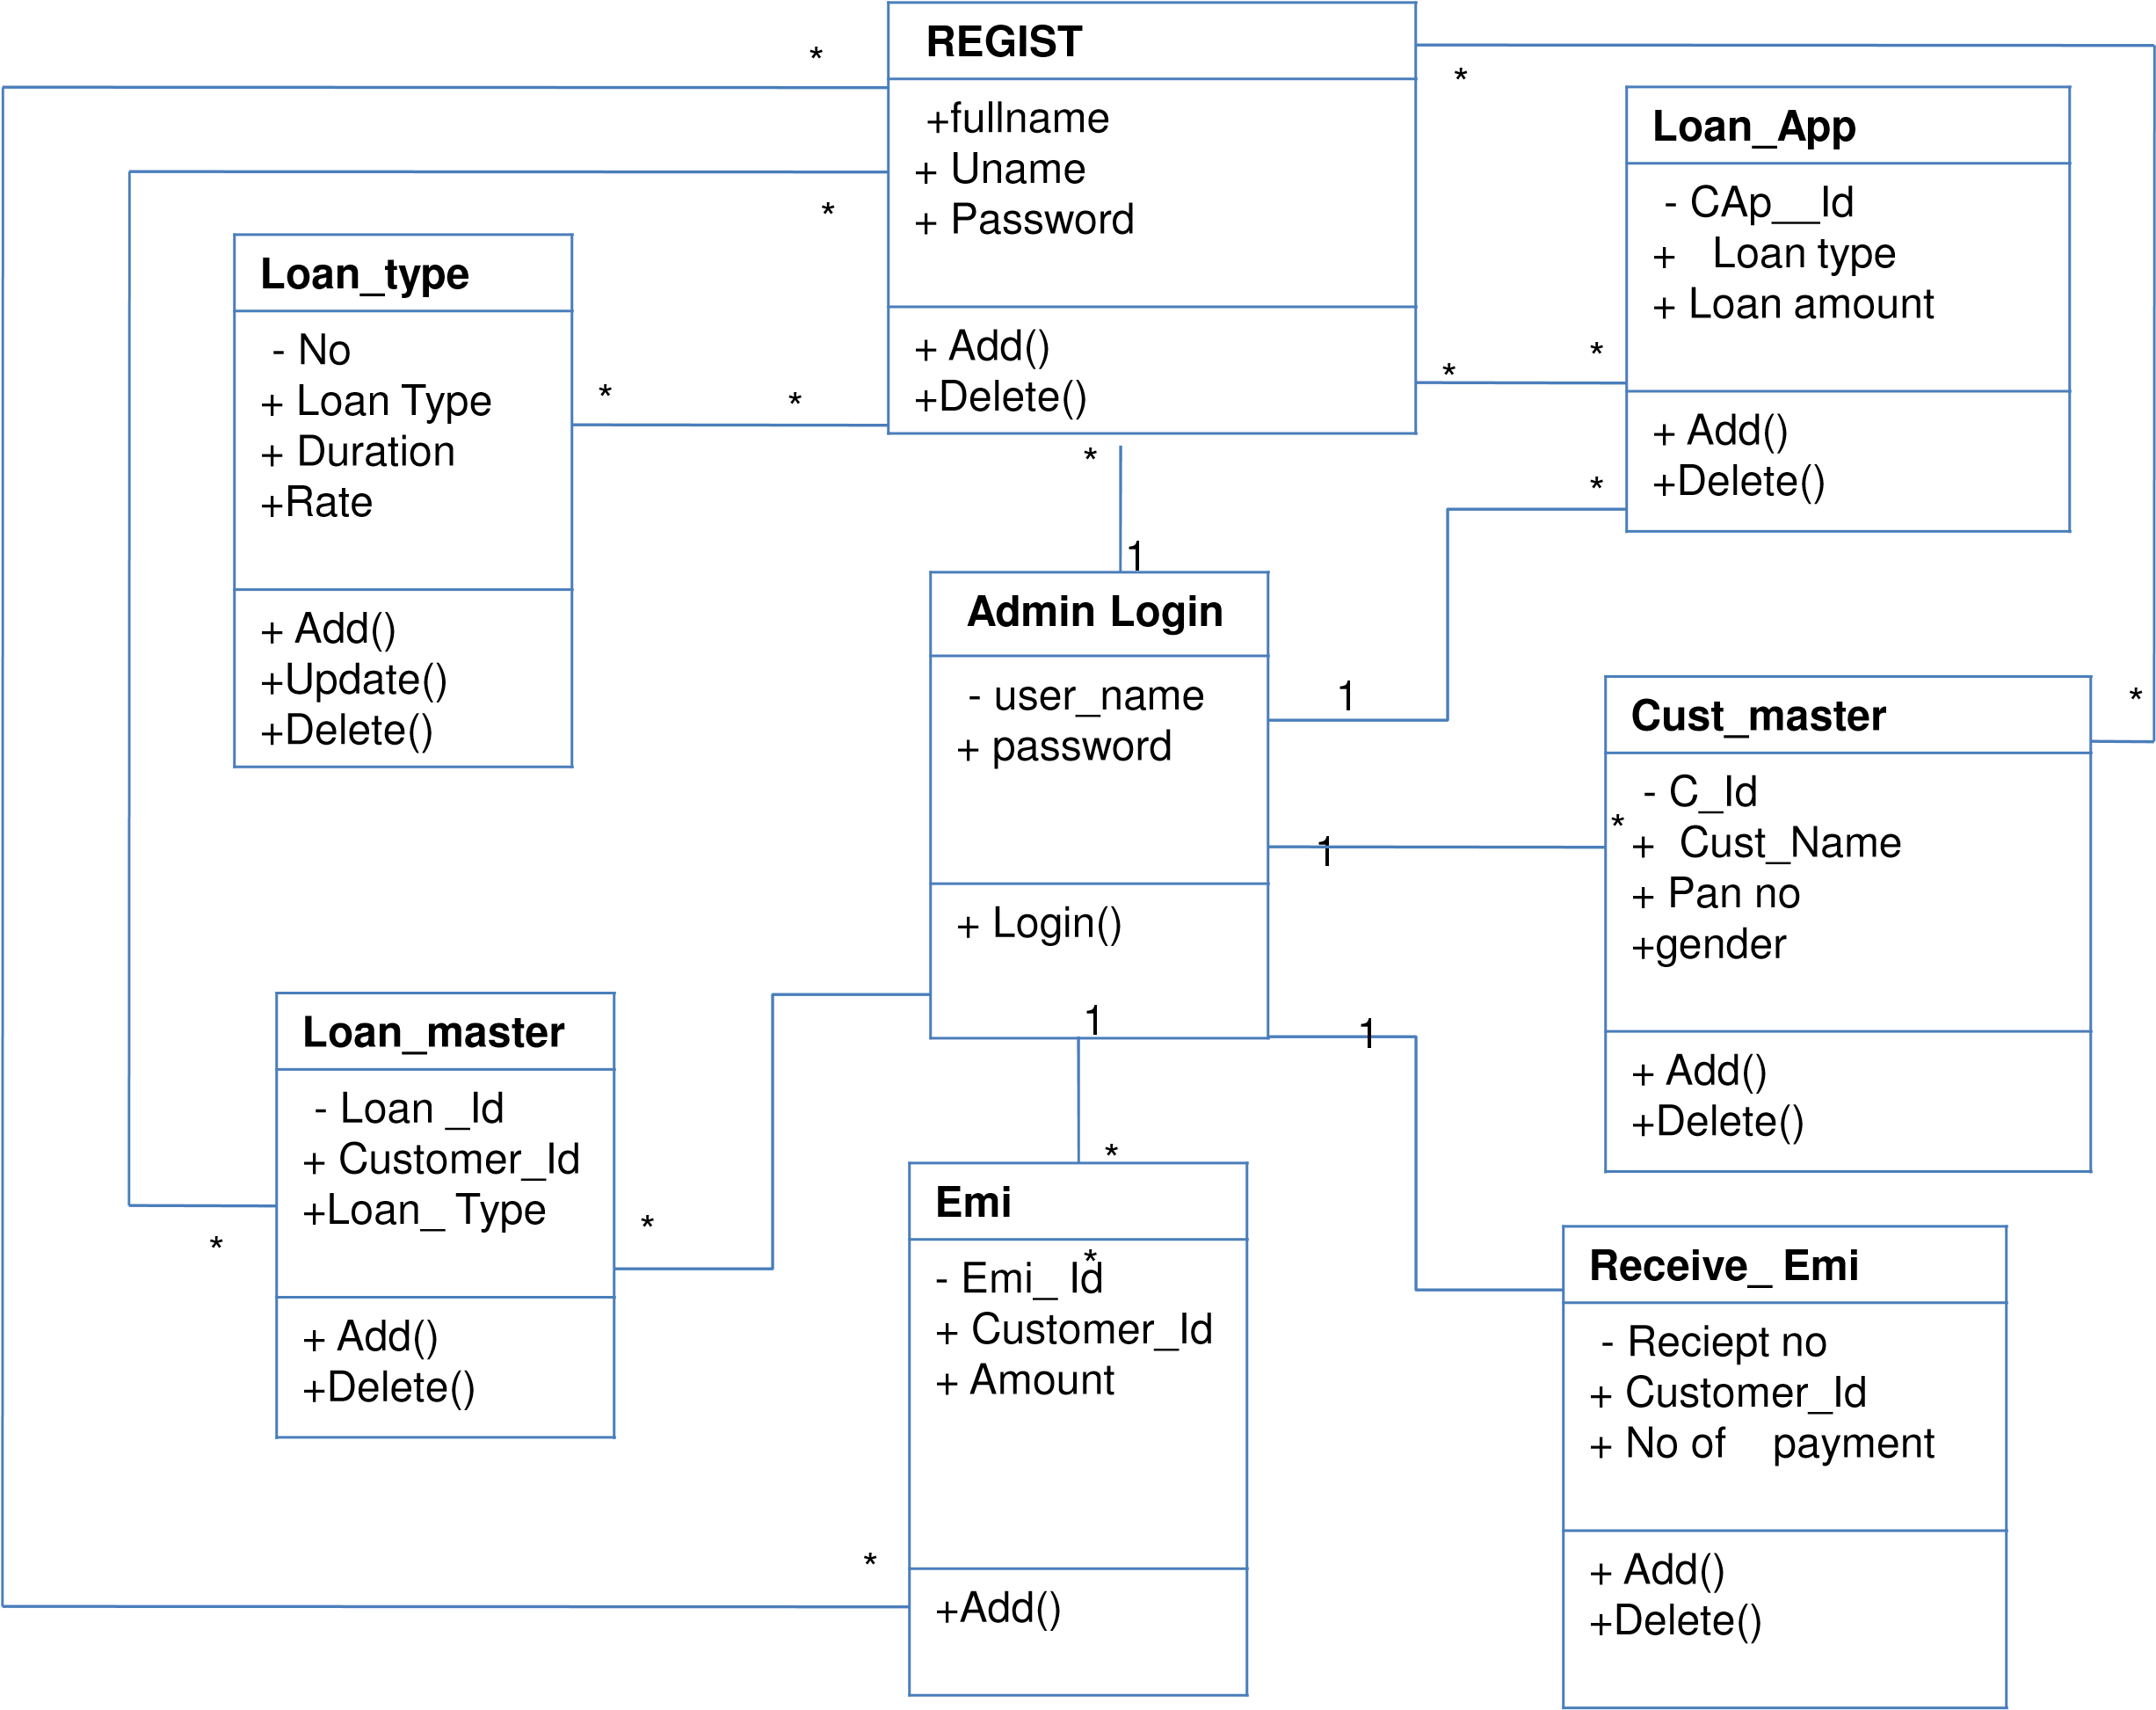 REGIST
+fullname
+ Uname
+ Password
+ Add()
+Delete()
*
*
*
*
*
*
*
*
Loan_App
- CAp__Id
+ Loan type
+ Loan amount
+ Add()
+Delete()
*
Loan_type
- No
+ Loan Type
+ Duration
+Rate
+ Add()
+Update()
+Delete()
1
Admin Login
- user_name
+ password
+ Login()
1
1
1
1
Cust_master
- C_Id
+ Cust_Name
+ Pan no
+gender
+ Add()
+Delete()
*
*
Loan_master
- Loan _Id
+ Customer_Id
+Loan_ Type
+ Add()
+Delete()
*
*
*
Emi
*
- Emi_ Id
+ Customer_Id
+ Amount
+Add()
*
Receive_ Emi
- Reciept no
+ Customer_Id
+ No of payment
+ Add()
+Delete()